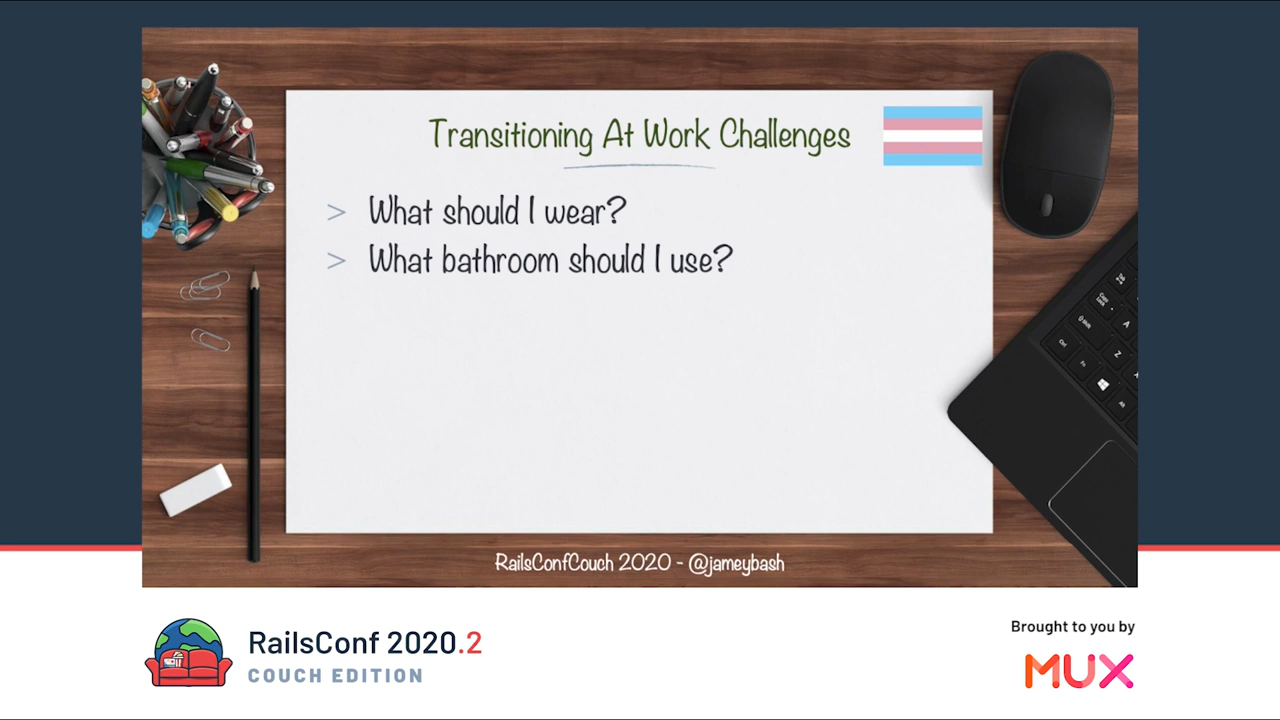 Transitioning At Work Challenges
> What should I wear?
> What bathroom should I use?
RailsConfCouch 2020 - @jameybash
RailsConf 2020.2
COUCH EDITION
Brought to you by
MUX